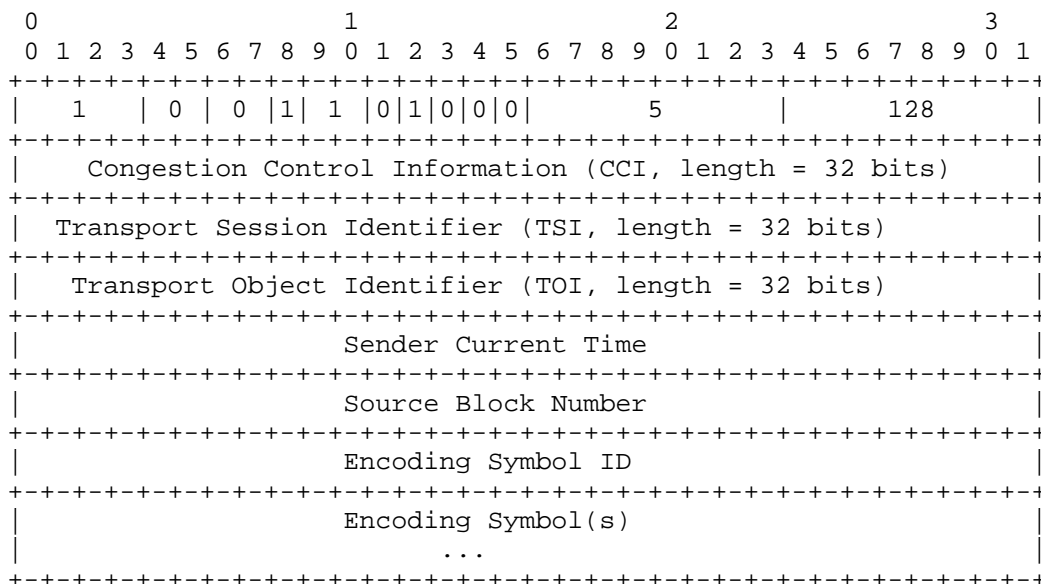 0                   1                   2                   3
 0 1 2 3 4 5 6 7 8 9 0 1 2 3 4 5 6 7 8 9 0 1 2 3 4 5 6 7 8 9 0 1
+-+-+-+-+-+-+-+-+-+-+-+-+-+-+-+-+-+-+-+-+-+-+-+-+-+-+-+-+-+-+-+-+
|   1   | 0 | 0 |1| 1 |0|1|0|0|0|       5       |      128      |
+-+-+-+-+-+-+-+-+-+-+-+-+-+-+-+-+-+-+-+-+-+-+-+-+-+-+-+-+-+-+-+-+
|    Congestion Control Information (CCI, length = 32 bits)     |
+-+-+-+-+-+-+-+-+-+-+-+-+-+-+-+-+-+-+-+-+-+-+-+-+-+-+-+-+-+-+-+-+
|  Transport Session Identifier (TSI, length = 32 bits)         |
+-+-+-+-+-+-+-+-+-+-+-+-+-+-+-+-+-+-+-+-+-+-+-+-+-+-+-+-+-+-+-+-+
|   Transport Object Identifier (TOI, length = 32 bits)         |
+-+-+-+-+-+-+-+-+-+-+-+-+-+-+-+-+-+-+-+-+-+-+-+-+-+-+-+-+-+-+-+-+
|                    Sender Current Time                        |
+-+-+-+-+-+-+-+-+-+-+-+-+-+-+-+-+-+-+-+-+-+-+-+-+-+-+-+-+-+-+-+-+
|                    Source Block Number                        |
+-+-+-+-+-+-+-+-+-+-+-+-+-+-+-+-+-+-+-+-+-+-+-+-+-+-+-+-+-+-+-+-+
|                    Encoding Symbol ID                         |
+-+-+-+-+-+-+-+-+-+-+-+-+-+-+-+-+-+-+-+-+-+-+-+-+-+-+-+-+-+-+-+-+
|                    Encoding Symbol(s)                         |
|                          ...                                  |
+-+-+-+-+-+-+-+-+-+-+-+-+-+-+-+-+-+-+-+-+-+-+-+-+-+-+-+-+-+-+-+-+